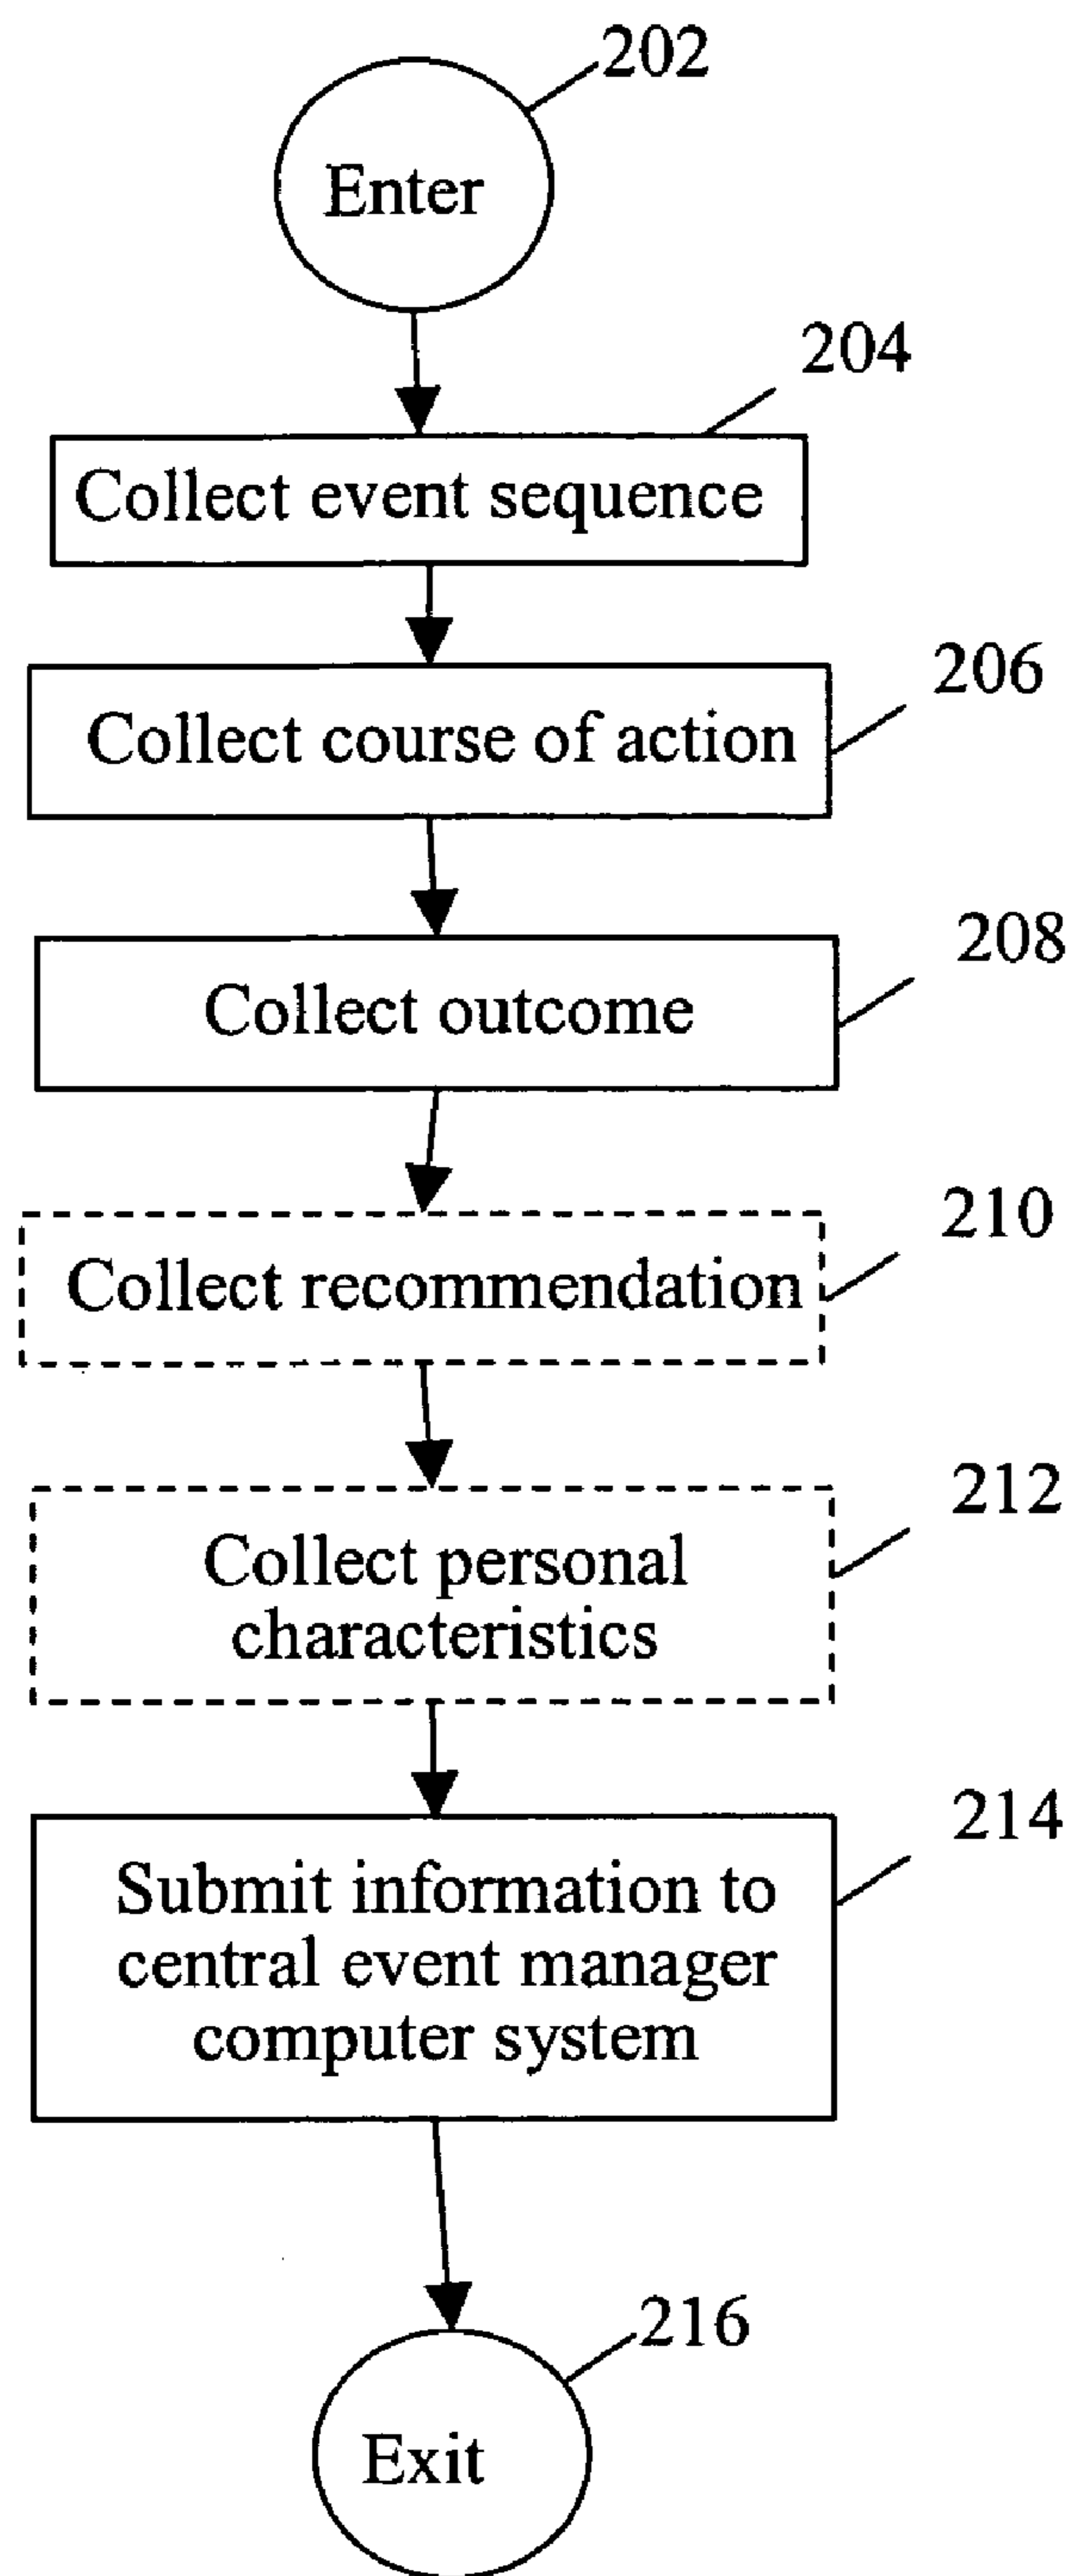 202
Enter
204
Collect event sequence
206
Collect course of action
208
Collect outcome
210
Collect recommendation
212
Collect personal
characteristics
214
Submit information to
central event manager
computer system
216
Exit